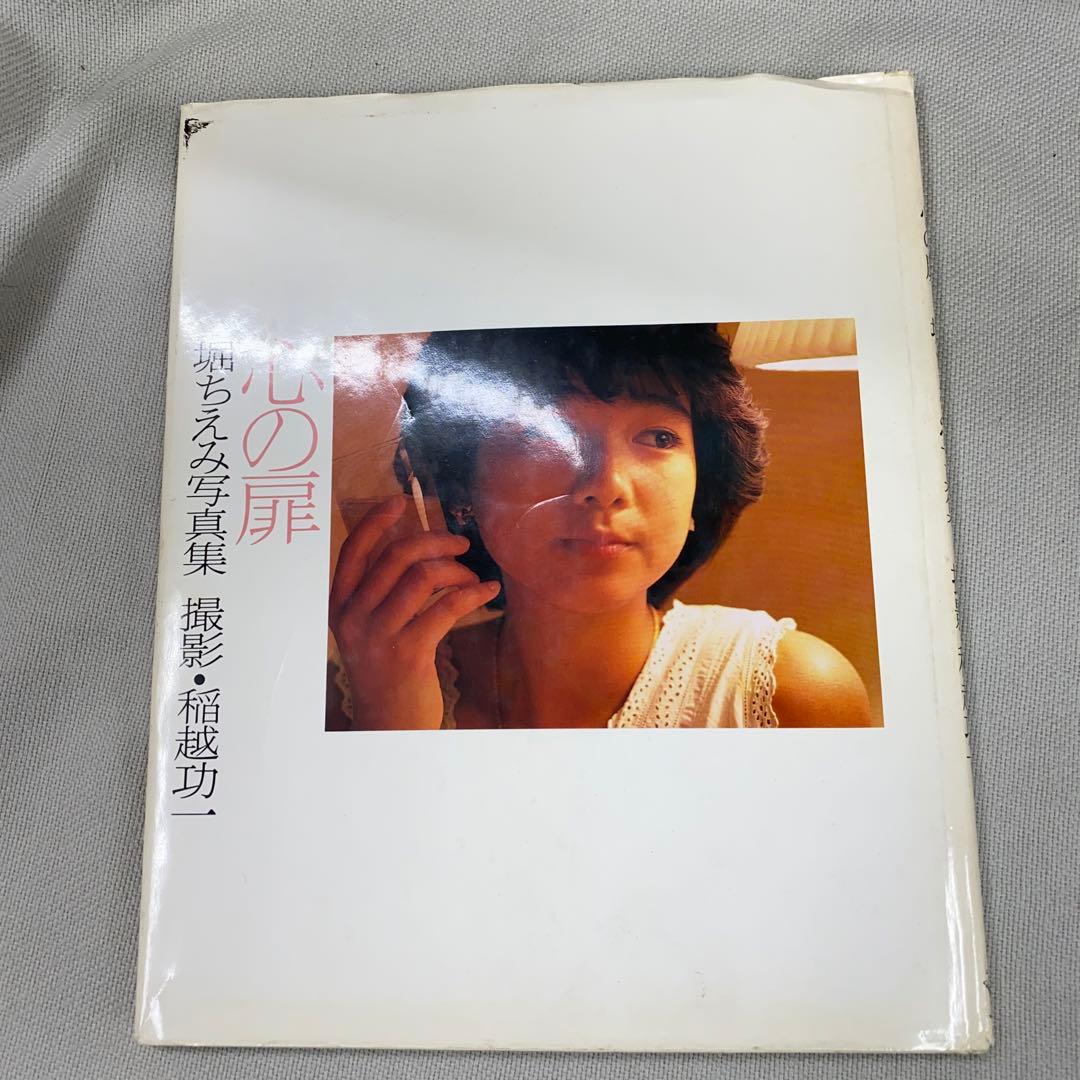 心の扉
堀ちえみ写真集 撮影・稲越功一